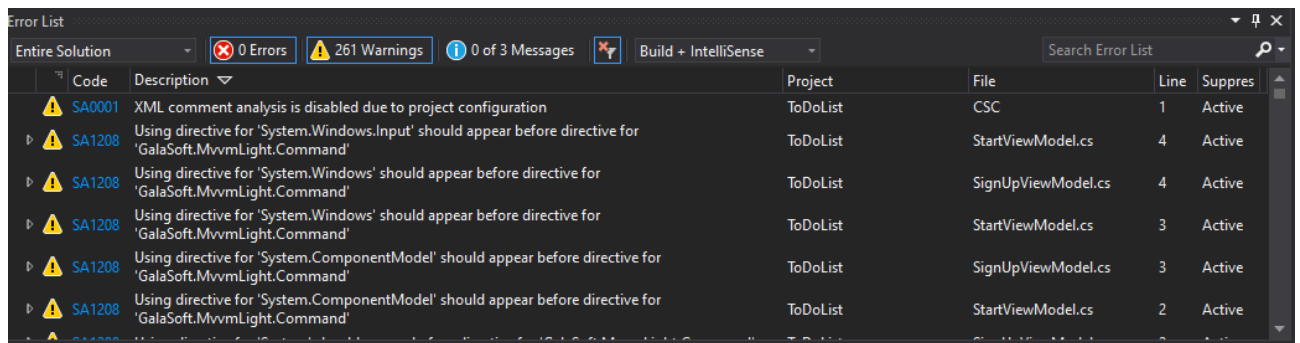 Error List
Entire Solution
0 Errors
261 Warnings
0 of 3 Messages
Build + IntelliSense
Search Error List
Code Description Project File Line Suppres
SA0001 XML comment analysis is disabled due to project configuration ToDoList CSC 1 Active
SA1208 Using directive for 'System.Windows.Input' should appear before directive for
'GalaSoft.MvvmLight.Command' ToDoList StartViewModel.cs 4 Active
SA1208 Using directive for 'System.Windows' should appear before directive for
'GalaSoft.MvvmLight.Command' ToDoList SignUpViewModel.cs 4 Active
SA1208 Using directive for 'System.Windows' should appear before directive for
'GalaSoft.MvvmLight.Command' ToDoList StartViewModel.cs 3 Active
SA1208 Using directive for 'System.ComponentModel' should appear before directive for
'GalaSoft.MvvmLight.Command' ToDoList SignUpViewModel.cs 3 Active
SA1208 Using directive for 'System.ComponentModel' should appear before directive for
'GalaSoft.MvvmLight.Command' ToDoList StartViewModel.cs 2 Active